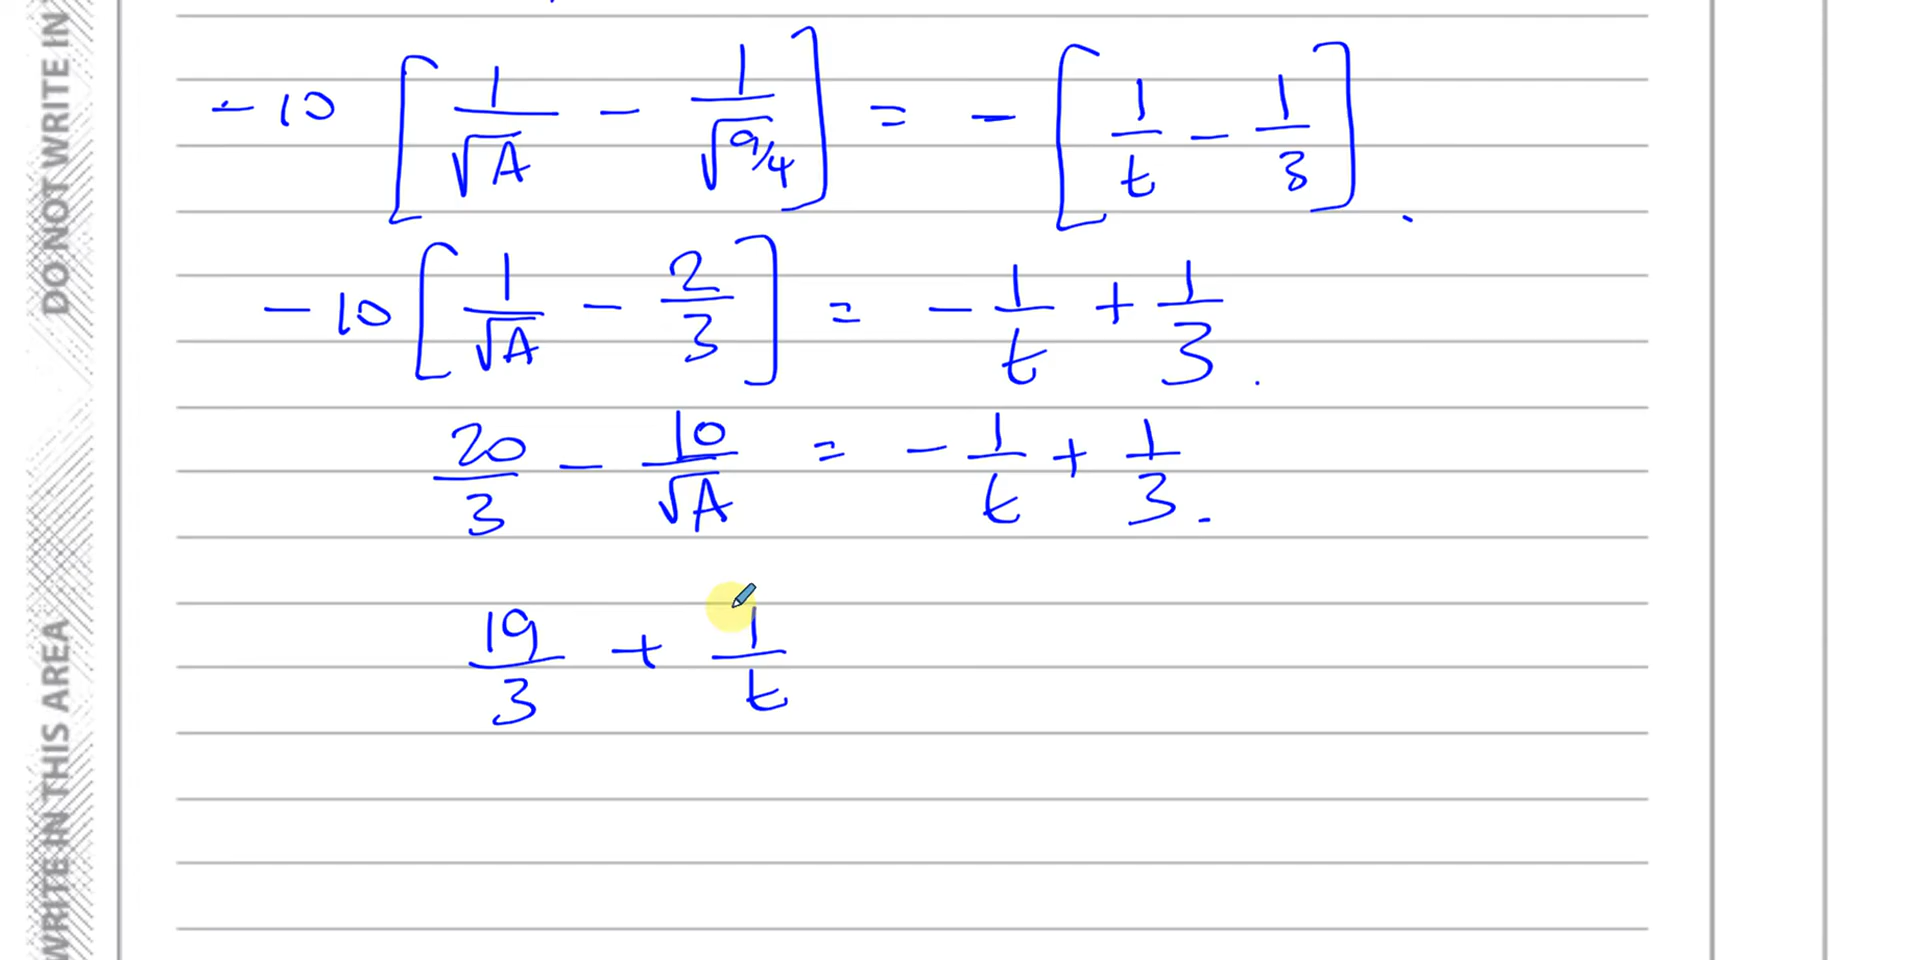 DO NOT WRITE IN
WRITE IN THIS AREA
-10 [1/√A - 1/√9/4] = - [1/t - 1/3].
-10 [1/√A - 2/3] = - 1/t + 1/3.
20/3 - 10/√A = - 1/t + 1/3.
19/3 + 1/t